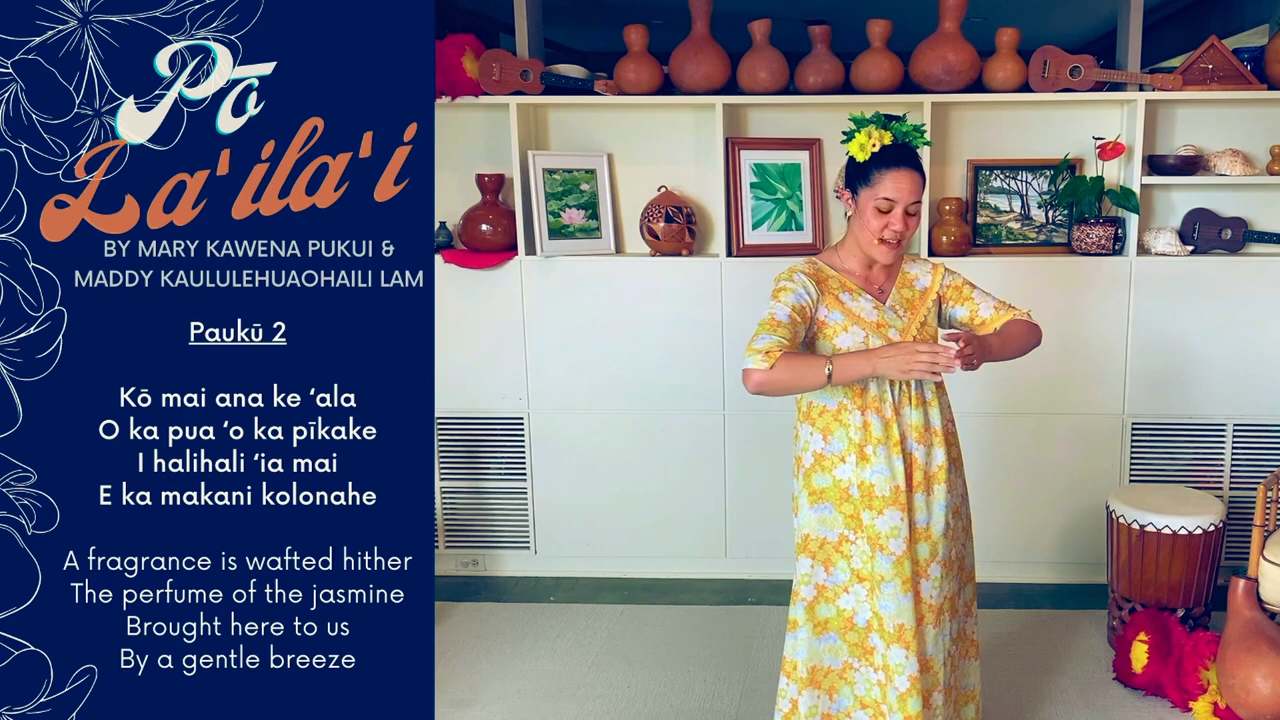 Pō
Laʻilaʻi
BY MARY KAWENA PUKUI &
MADDY KAULULEHUAOHAILI LAM
Paukū 2
Kō mai ana ke ʻala
O ka pua ʻo ka pīkake
I halihali ʻia mai
E ka makani kolonahe
A fragrance is wafted hither
The perfume of the jasmine
Brought here to us
By a gentle breeze